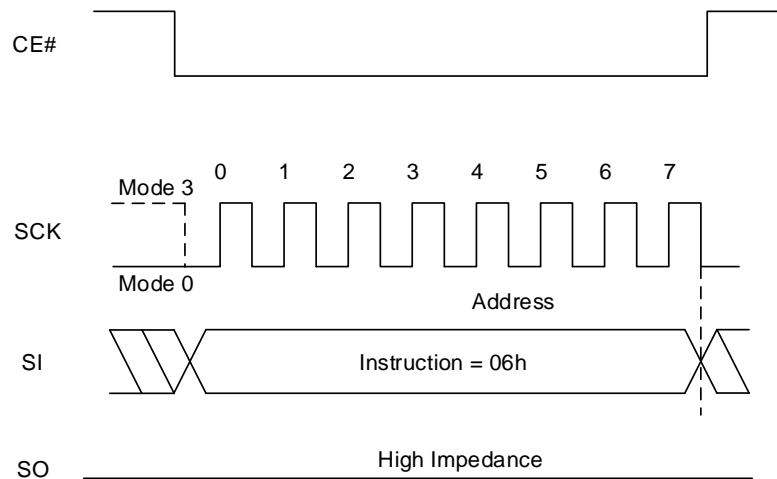 CE#
0 1 2 3 4 5 6 7
Mode 3
SCK
Mode 0
Address
SI
Instruction = 06h
High Impedance
SO